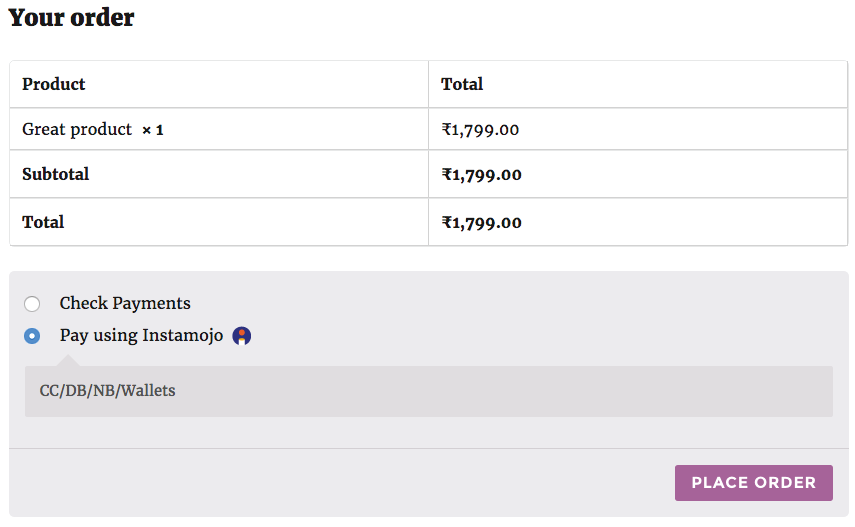 Your order
Product Total
Great product × 1 ₹1,799.00
Subtotal ₹1,799.00
Total ₹1,799.00
Check Payments
Pay using Instamojo
CC/DB/NB/Wallets
PLACE ORDER